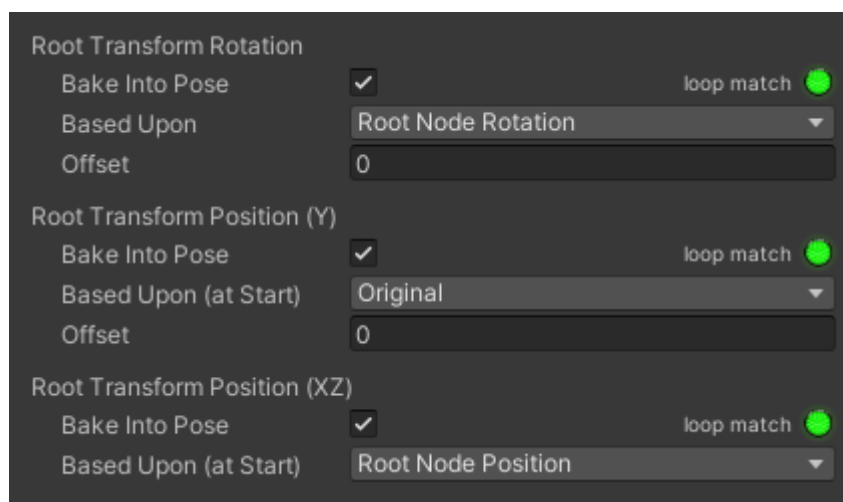 Root Transform Rotation
Bake Into Pose loop match
Based Upon Root Node Rotation
Offset 0
Root Transform Position (Y)
Bake Into Pose loop match
Based Upon (at Start) Original
Offset 0
Root Transform Position (XZ)
Bake Into Pose loop match
Based Upon (at Start) Root Node Position